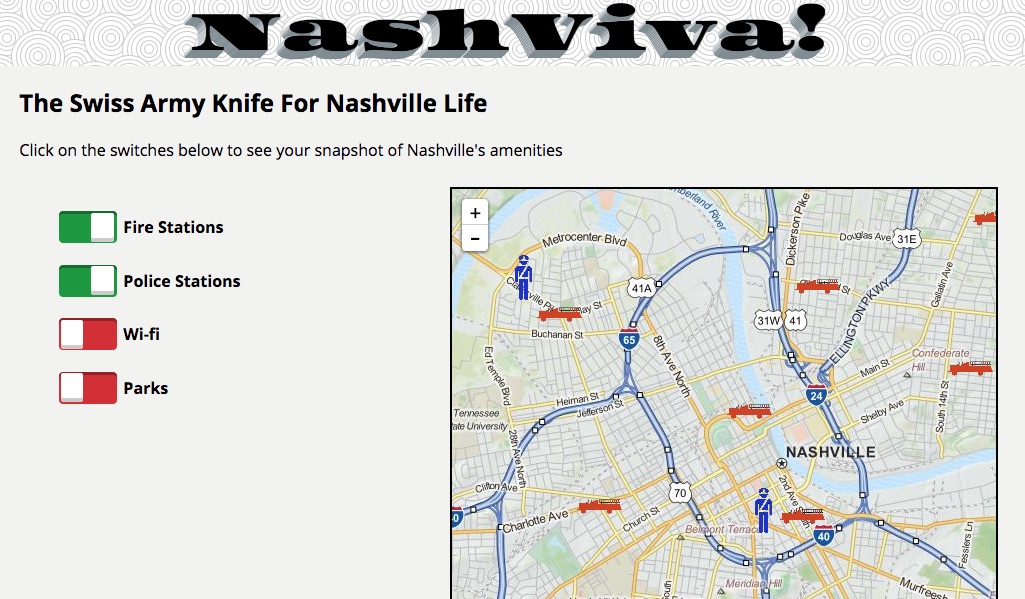 NashViva!
The Swiss Army Knife For Nashville Life
Click on the switches below to see your snapshot of Nashville's amenities
Fire Stations
Police Stations
Wi-fi
Parks
+
-
Cumberland River
Metrocenter Blvd
Dickerson Pike
Douglas Ave
31E
41A
31W
41
ELLINGTON PKWY
Gallatin Ave
Buchanan St
65
8th Ave North
Ed Temple Blvd
Confederate
Hill
Main St
24
Heiman St
Jefferson St
Shelby Ave
South 14th St
Tennessee
ate University
28th Ave North
NASHVILLE
Clifton Ave
70
2nd Ave
Charlotte Ave
Church St
Belmont Terrace
40
Fesslers Ln
Meridian Hill
Murfreesb
South